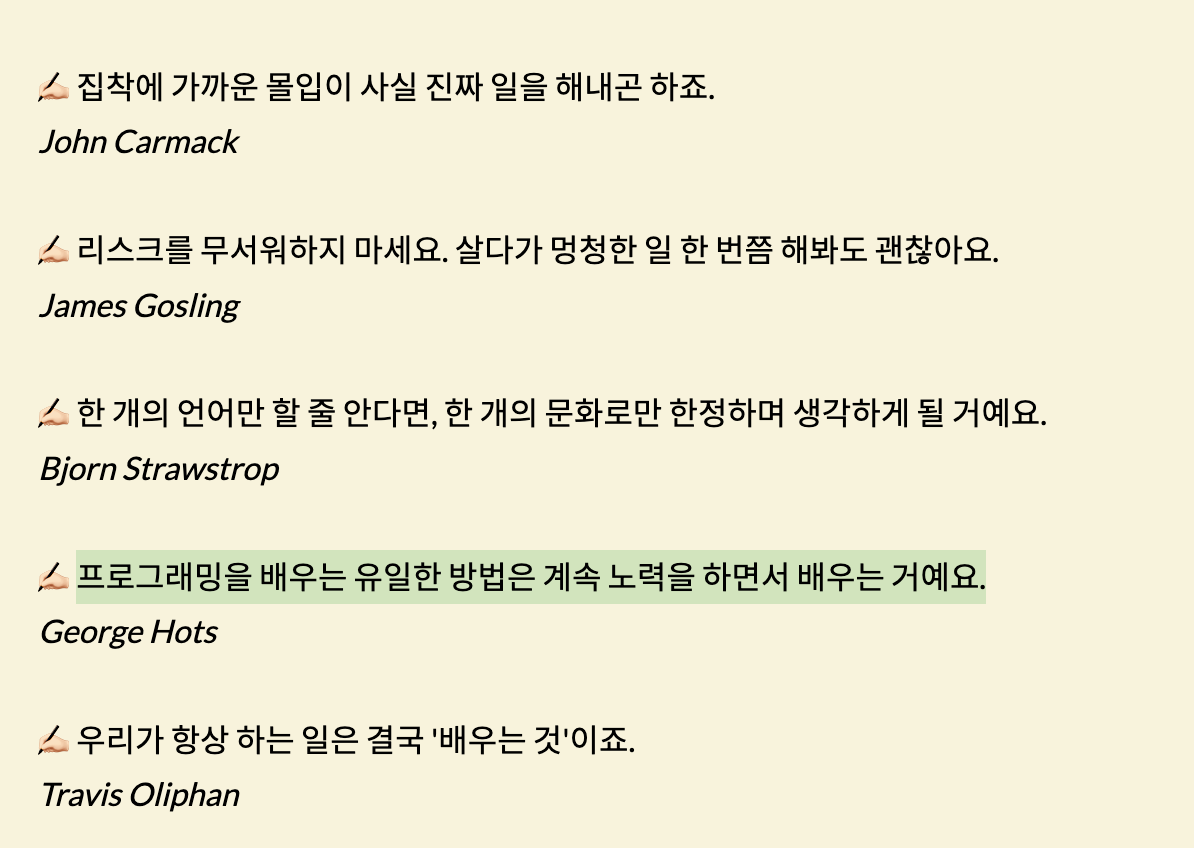 ✍🏻 집착에 가까운 몰입이 사실 진짜 일을 해내곤 하죠.
John Carmack
✍🏻 리스크를 무서워하지 마세요. 살다가 멍청한 일 한 번쯤 해봐도 괜찮아요.
James Gosling
✍🏻 한 개의 언어만 할 줄 안다면, 한 개의 문화로만 한정하며 생각하게 될 거예요.
Bjorn Strawstrop
✍🏻 프로그래밍을 배우는 유일한 방법은 계속 노력을 하면서 배우는 거예요.
George Hots
✍🏻 우리가 항상 하는 일은 결국 '배우는 것'이죠.
Travis Oliphan